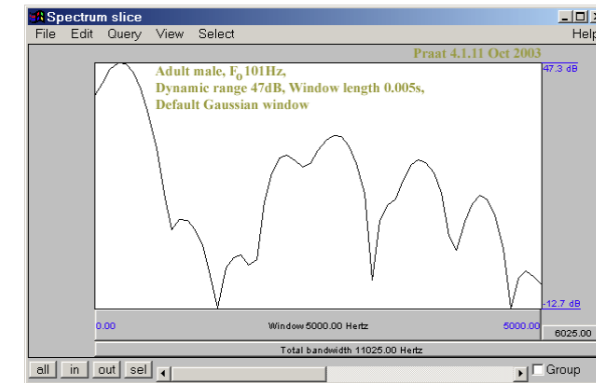 Spectrum slice
File Edit Query View Select Help
Praat 4.1.11 Oct 2003
47.3 dB
Adult male, F0 101Hz,
Dynamic range 47dB, Window length 0.005s,
Default Gaussian window
-12.7 dB
0.00 Window 5000.00 Hertz 5000.00
6025.00
Total bandwidth 11025.00 Hertz
all in out sel Group